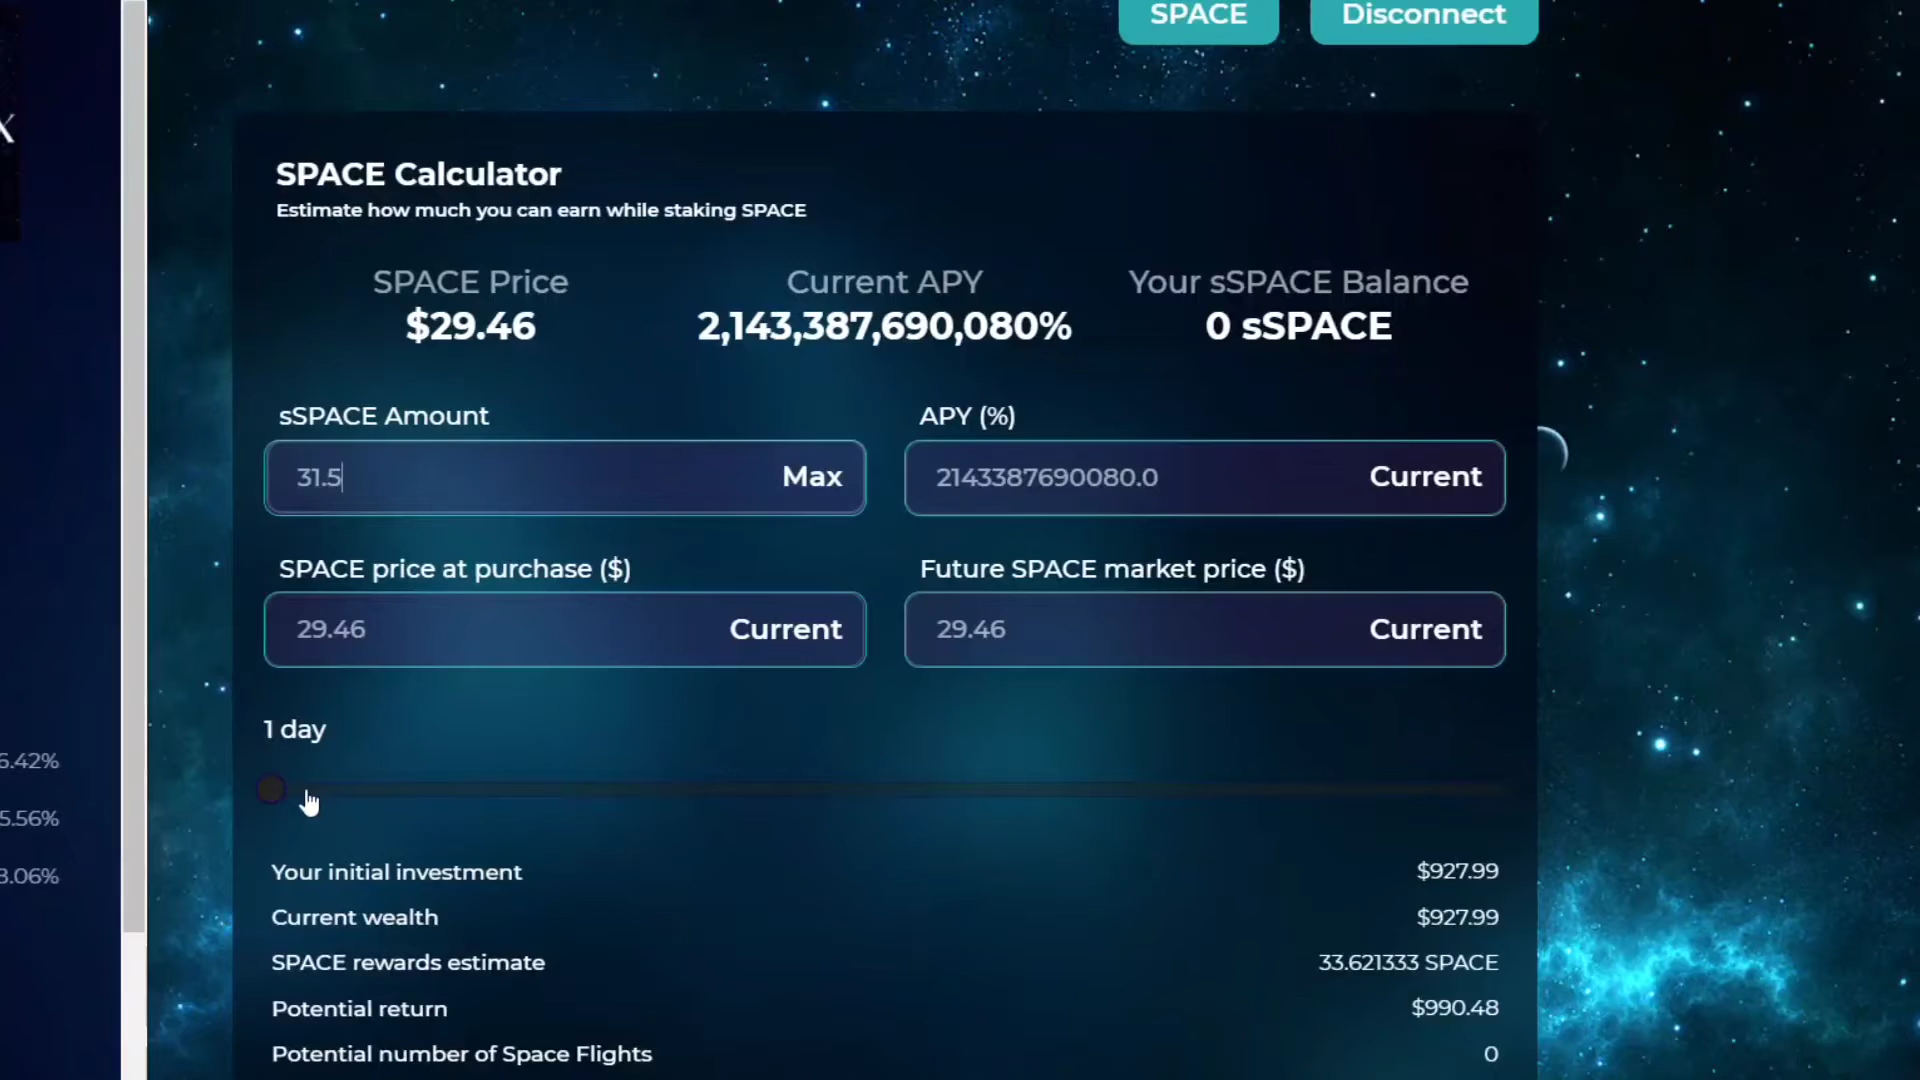 SPACE
Disconnect
X
SPACE Calculator
Estimate how much you can earn while staking SPACE
SPACE Price
Current APY
Your sSPACE Balance
$29.46
2,143,387,690,080%
0 sSPACE
sSPACE Amount
APY (%)
31.5
Max
2143387690080.0
Current
SPACE price at purchase ($)
Future SPACE market price ($)
29.46
Current
29.46
Current
1 day
6.42%
5.56%
3.06%
Your initial investment
$927.99
Current wealth
$927.99
SPACE rewards estimate
33.621333 SPACE
Potential return
$990.48
Potential number of Space Flights
0